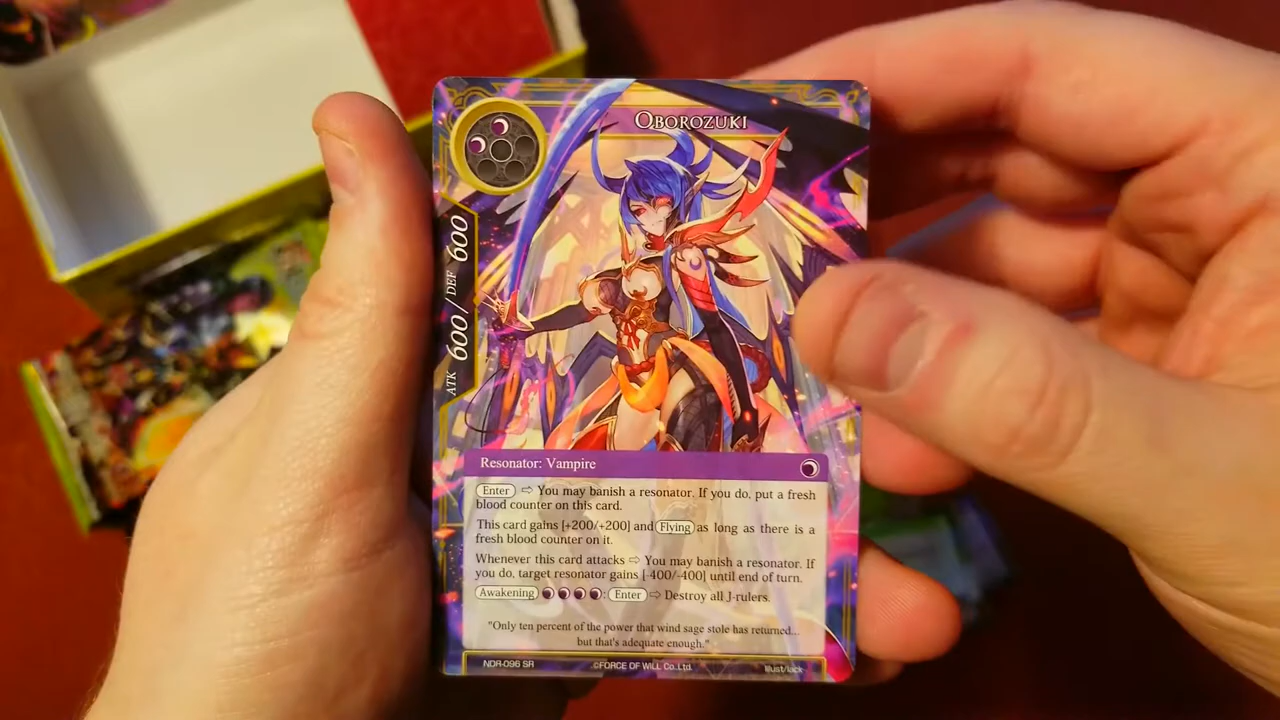 OBOROZUKI
ATK 600 / DEF 600
Resonator: Vampire
Enter ⇨ You may banish a resonator. If you do, put a fresh
blood counter on this card.
This card gains [+200/+200] and Flying as long as there is a
fresh blood counter on it.
Whenever this card attacks ⇨ You may banish a resonator. If
you do, target resonator gains [-400/-400] until end of turn.
Awakening : Enter ⇨ Destroy all J-rulers.
"Only ten percent of the power that wind sage stole has returned...
but that's adequate enough."
NDR-096 SR ©FORCE OF WILL Co.,Ltd. Illust/lack